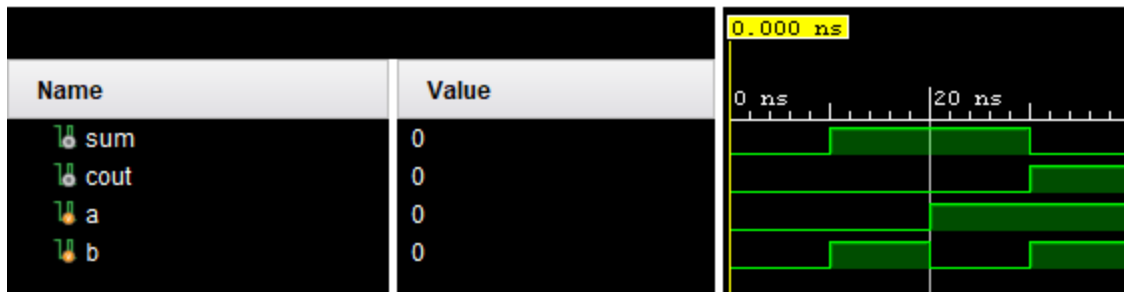 0.000 ns
Name Value
0 ns 20 ns
sum 0
cout 0
a 0
b 0